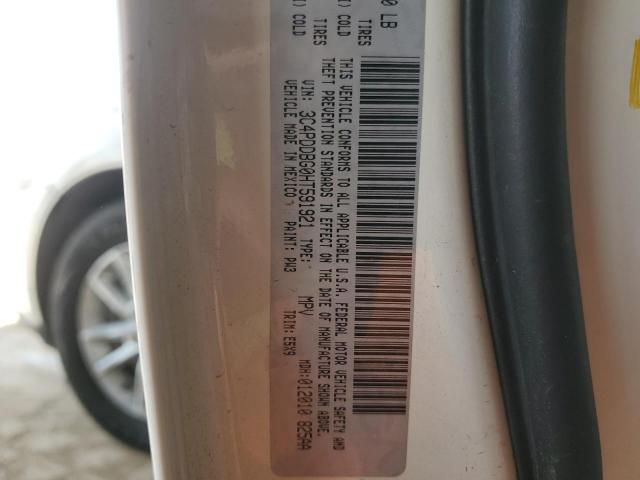 0 LB
TIRES
I) COLD
TIRES
I) COLD
THIS VEHICLE CONFORMS TO ALL APPLICABLE U.S.A. FEDERAL MOTOR VEHICLE SAFETY AND
THEFT PREVENTION STANDARDS IN EFFECT ON THE DATE OF MANUFACTURE SHOWN ABOVE.
VIN: 3C4PDDBG0HT591921 TYPE: MPV MDH:012010 825AA
VEHICLE MADE IN MEXICO PAINT: PW3 TRIM: E5X9